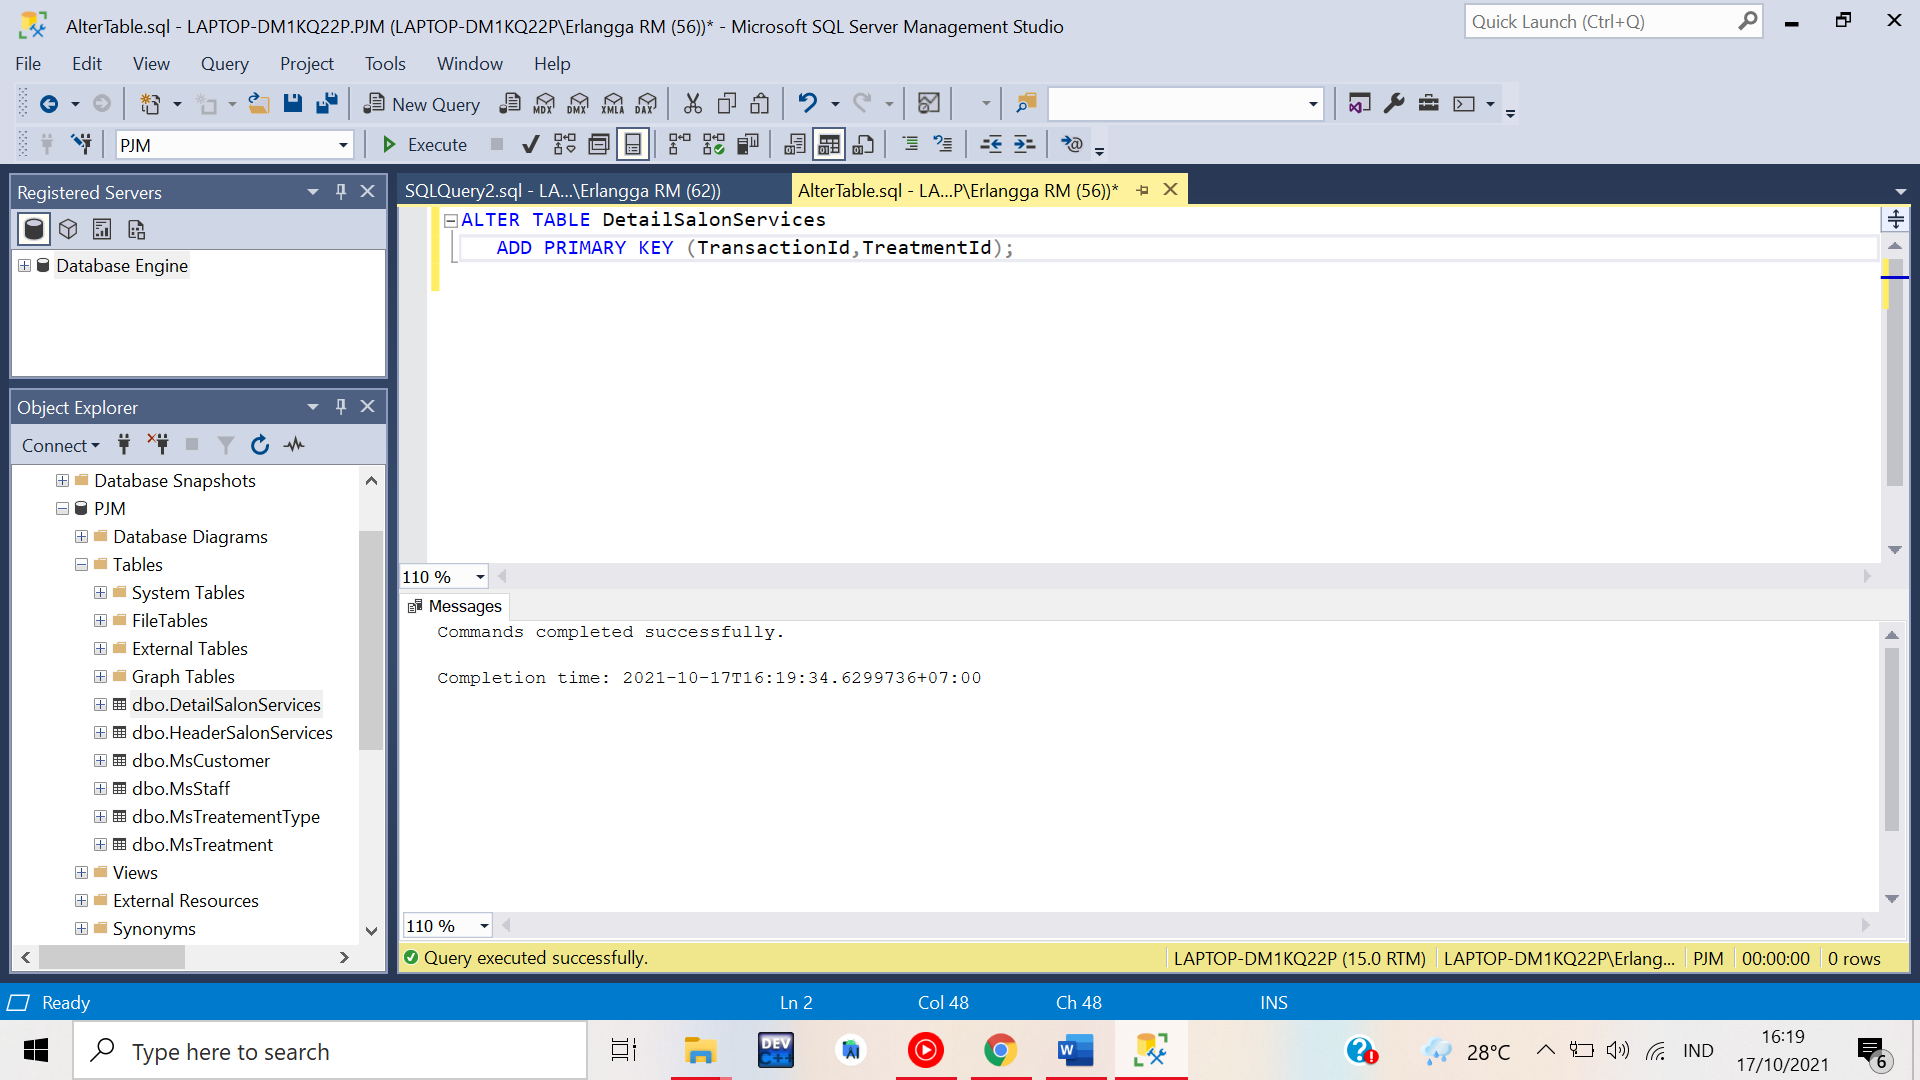 AlterTable.sql - LAPTOP-DM1KQ22P.PJM (LAPTOP-DM1KQ22P\Erlangga RM (56))* - Microsoft SQL Server Management Studio
Quick Launch (Ctrl+Q)
File Edit View Query Project Tools Window Help
New Query MDX DMX XMLA DAX
PJM Execute
Registered Servers
Database Engine
SQLQuery2.sql - LA...\Erlangga RM (62))
AlterTable.sql - LA...P\Erlangga RM (56))*
ALTER TABLE DetailSalonServices
ADD PRIMARY KEY (TransactionId,TreatmentId);
110 %
Messages
Commands completed successfully.
Completion time: 2021-10-17T16:19:34.6299736+07:00
110 %
Object Explorer
Connect
Database Snapshots
PJM
Database Diagrams
Tables
System Tables
FileTables
External Tables
Graph Tables
dbo.DetailSalonServices
dbo.HeaderSalonServices
dbo.MsCustomer
dbo.MsStaff
dbo.MsTreatementType
dbo.MsTreatment
Views
External Resources
Synonyms
Query executed successfully. LAPTOP-DM1KQ22P (15.0 RTM) LAPTOP-DM1KQ22P\Erlang... PJM 00:00:00 0 rows
Ready Ln 2 Col 48 Ch 48 INS
Type here to search
DEV C++
W
28°C
IND
16:19
17/10/2021
6